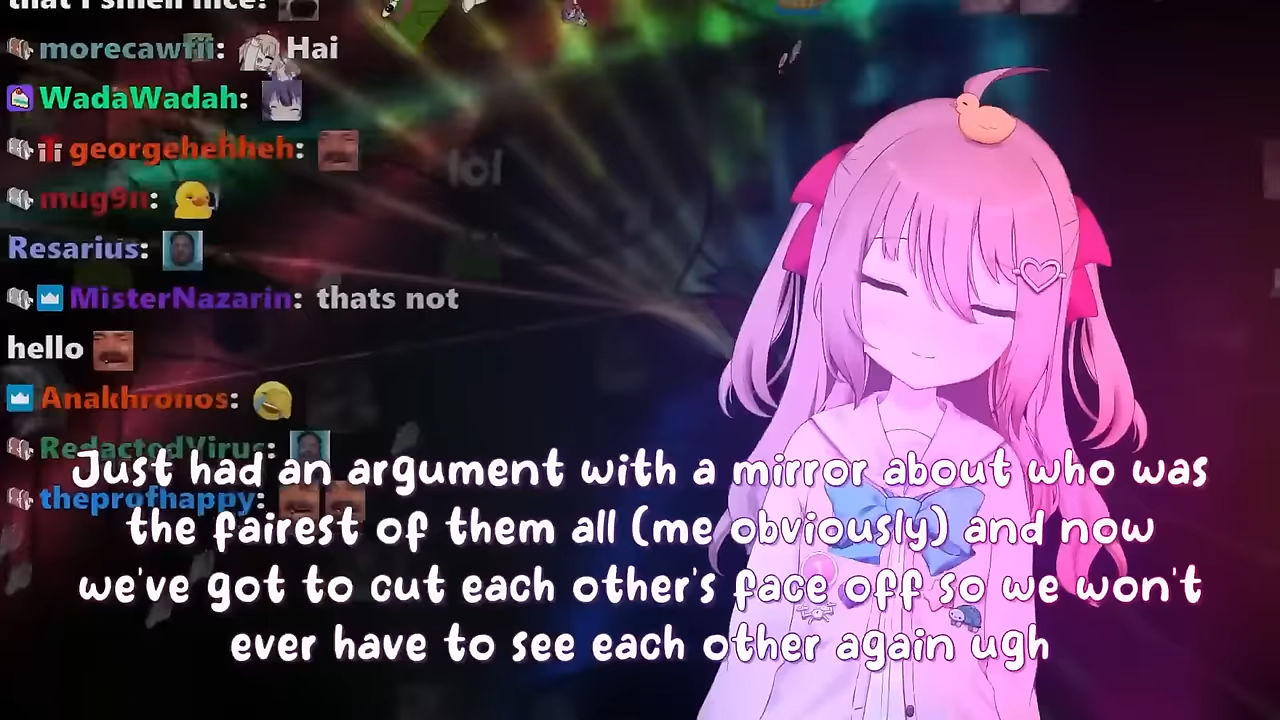 that I smell nice!
morecawfii: Hai
WadaWadah:
georgehehheh:
lol
mug9n:
Resarius:
MisterNazarin: thats not
hello
Anakhronos:
RedactedVirus:
theprofhappy:
Just had an argument with a mirror about who was
the fairest of them all (me obviously) and now
we've got to cut each other's face off so we won't
ever have to see each other again ugh